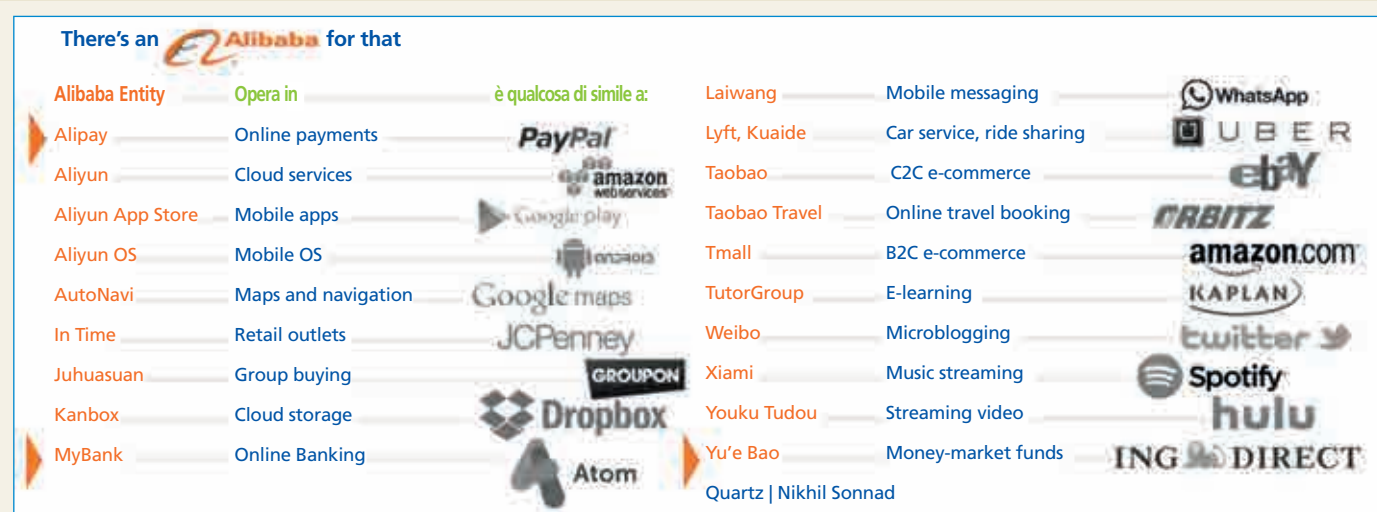 There's an Alibaba for that
Alibaba Entity Opera in è qualcosa di simile a:
Alipay Online payments PayPal
Aliyun Cloud services amazon webservices
Aliyun App Store Mobile apps Google play
Aliyun OS Mobile OS android
AutoNavi Maps and navigation Google maps
In Time Retail outlets JCPenney
Juhuasuan Group buying GROUPON
Kanbox Cloud storage Dropbox
MyBank Online Banking Atom
Laiwang Mobile messaging WhatsApp
Lyft, Kuaide Car service, ride sharing UBER
Taobao C2C e-commerce ebay
Taobao Travel Online travel booking ORBITZ
Tmall B2C e-commerce amazon.com
TutorGroup E-learning KAPLAN
Weibo Microblogging twitter
Xiami Music streaming Spotify
Youku Tudou Streaming video hulu
Yu'e Bao Money-market funds ING DIRECT
Quartz | Nikhil Sonnad